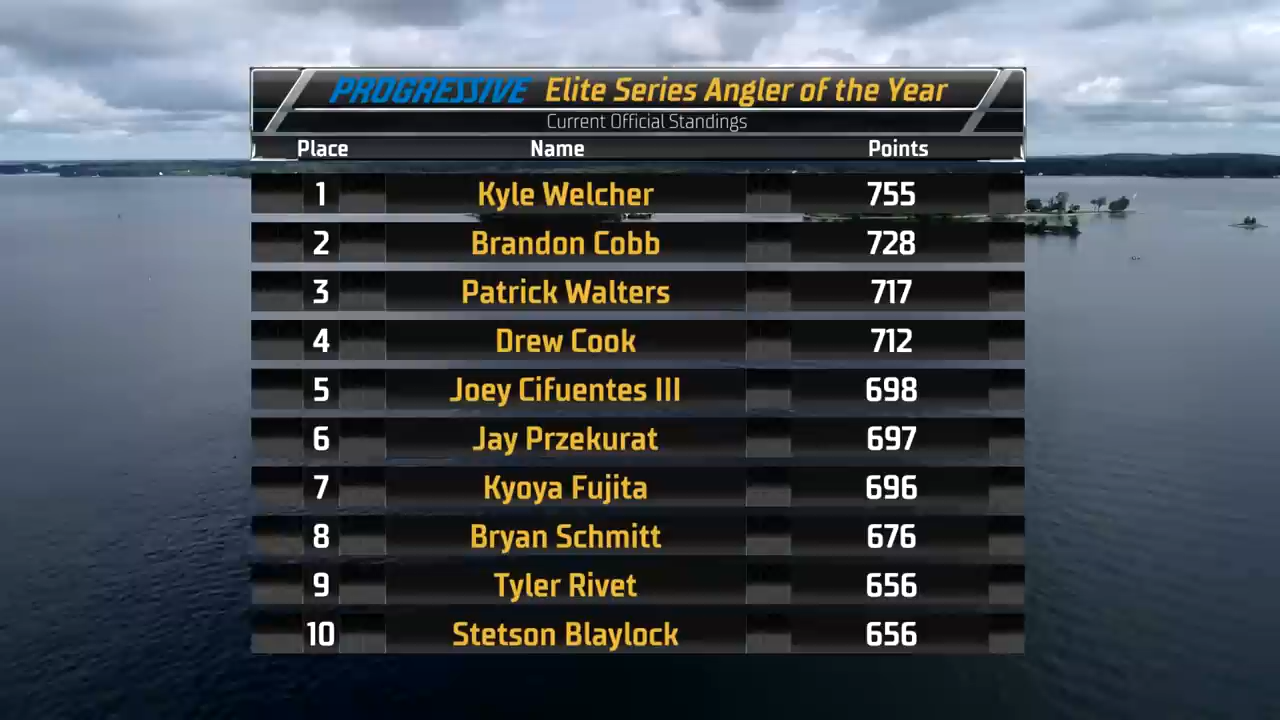 PROGRESSIVE Elite Series Angler of the Year
Current Official Standings
Place Name Points
1 Kyle Welcher 755
2 Brandon Cobb 728
3 Patrick Walters 717
4 Drew Cook 712
5 Joey Cifuentes III 698
6 Jay Przekurat 697
7 Kyoya Fujita 696
8 Bryan Schmitt 676
9 Tyler Rivet 656
10 Stetson Blaylock 656